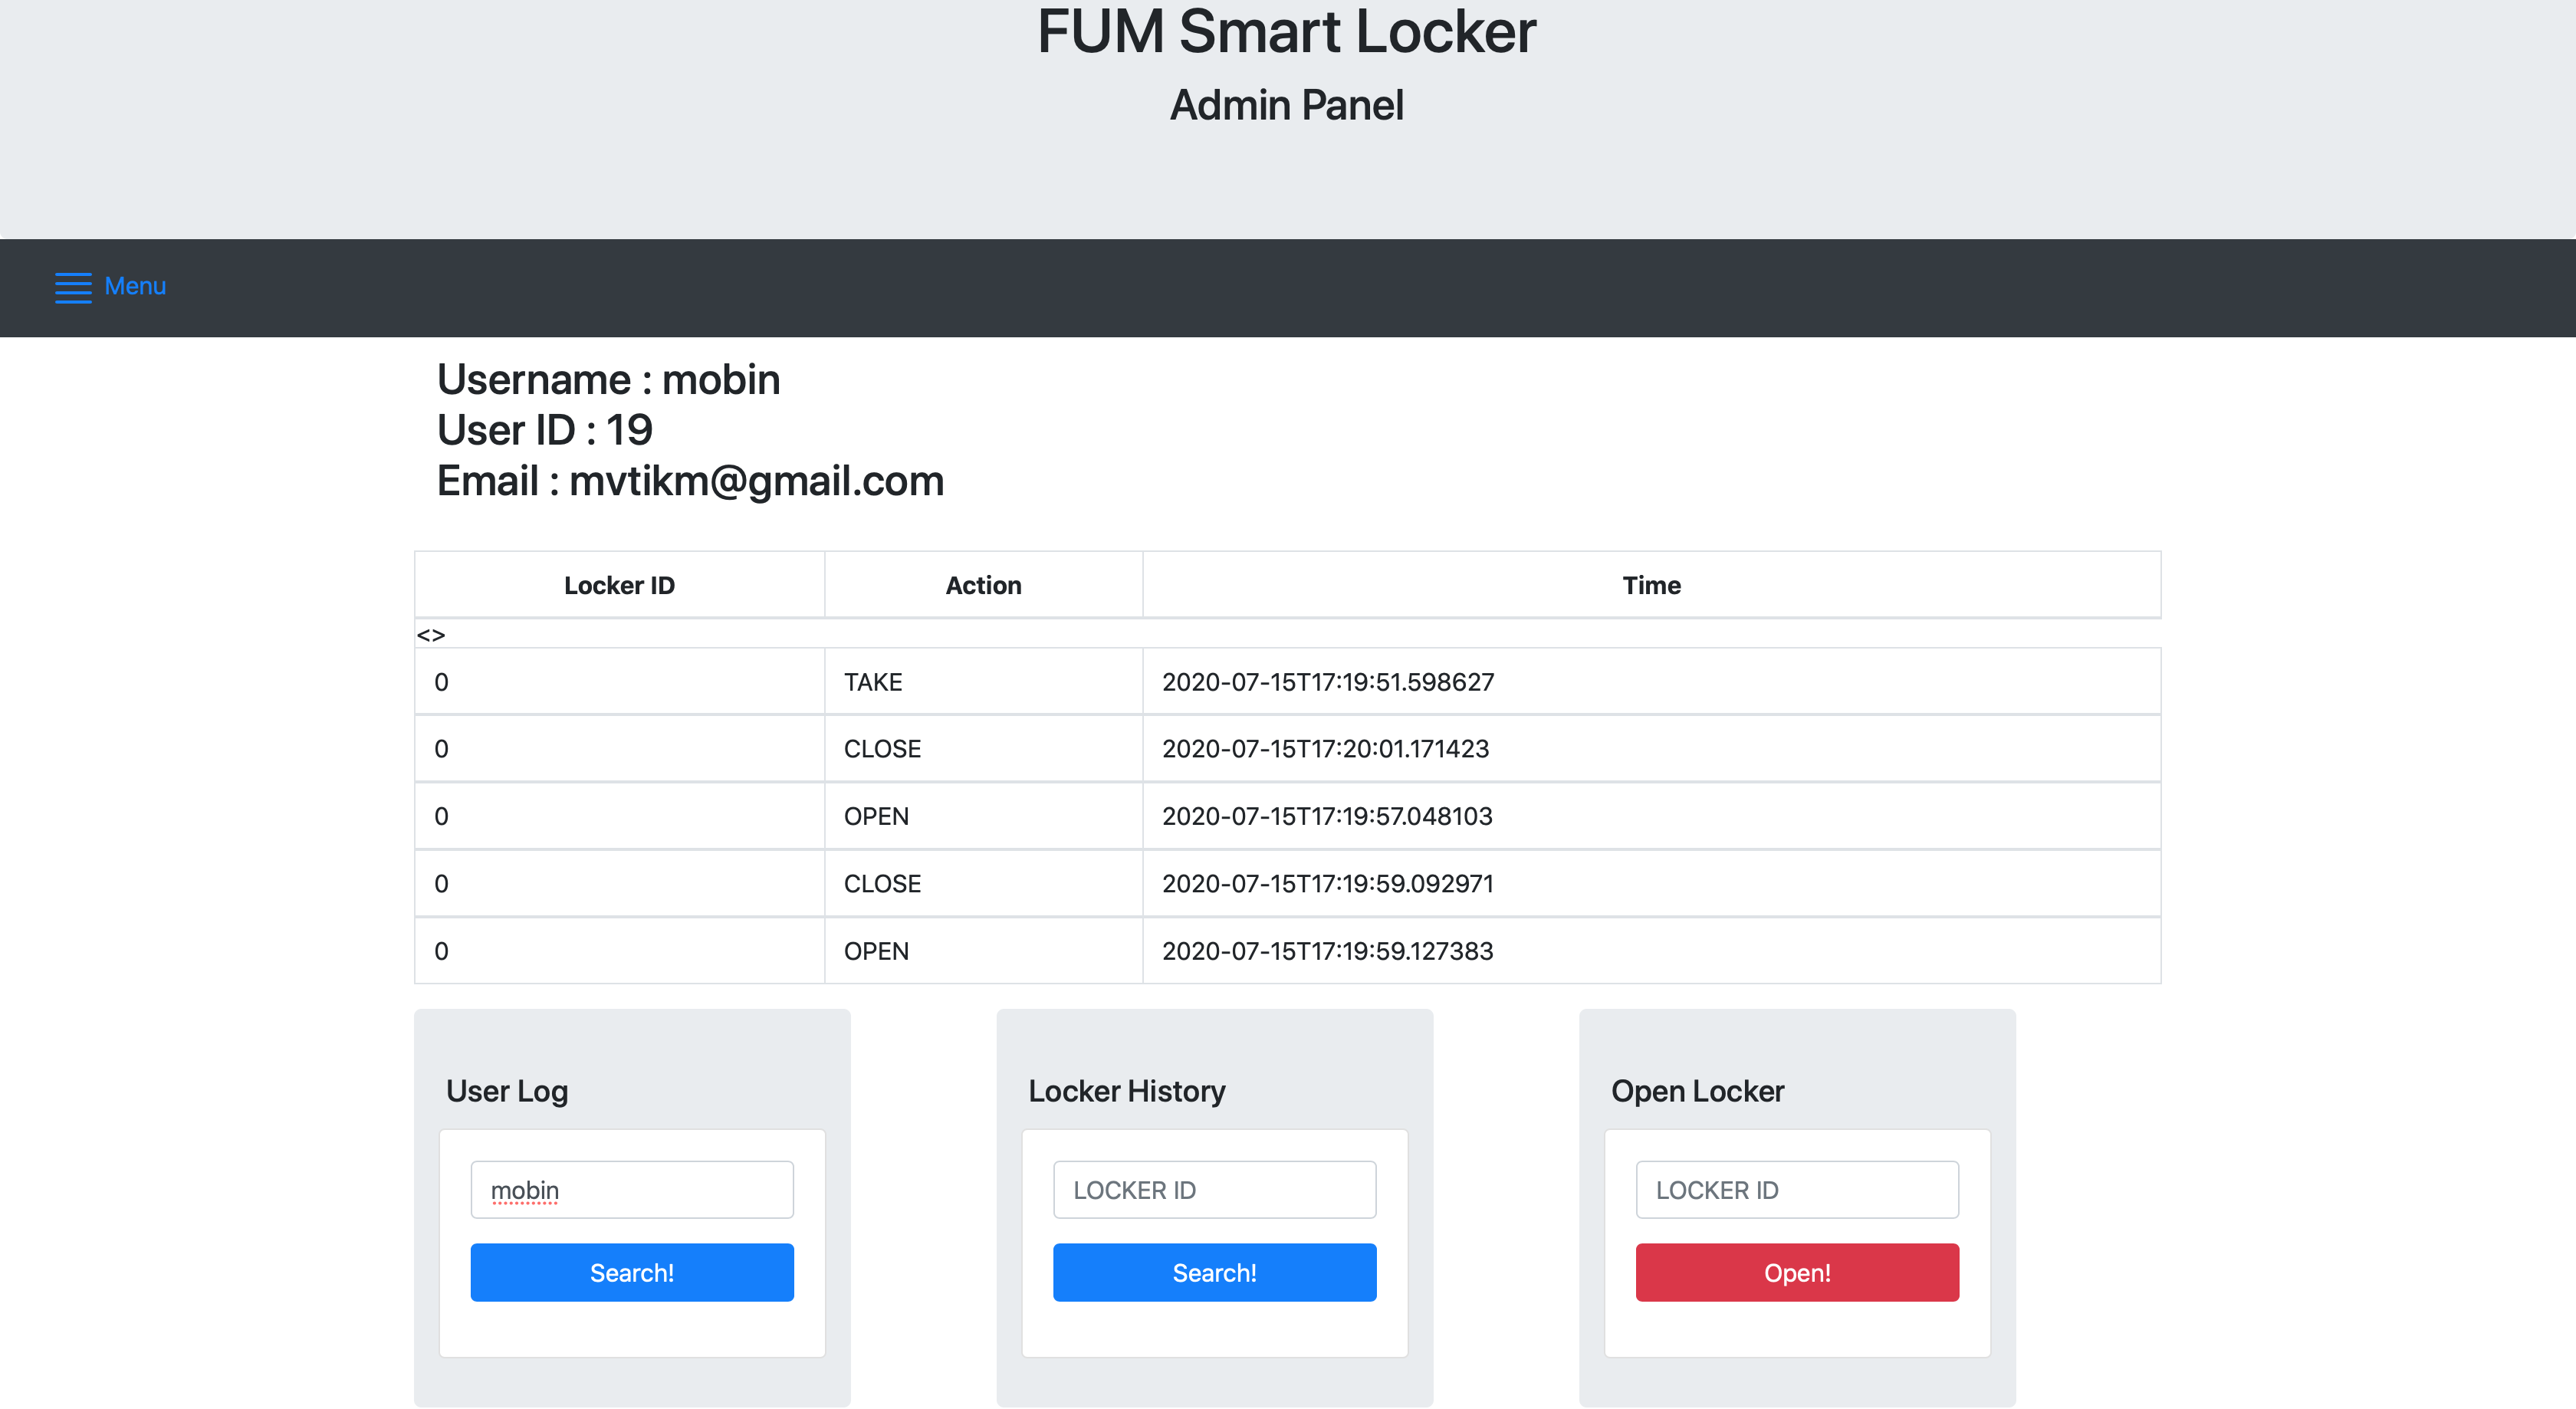 FUM Smart Locker
Admin Panel
Menu
Username : mobin
User ID : 19
Email : mvtikm@gmail.com
Locker ID Action Time
<>
0 TAKE 2020-07-15T17:19:51.598627
0 CLOSE 2020-07-15T17:20:01.171423
0 OPEN 2020-07-15T17:19:57.048103
0 CLOSE 2020-07-15T17:19:59.092971
0 OPEN 2020-07-15T17:19:59.127383
User Log
mobin
Search!
Locker History
LOCKER ID
Search!
Open Locker
LOCKER ID
Open!